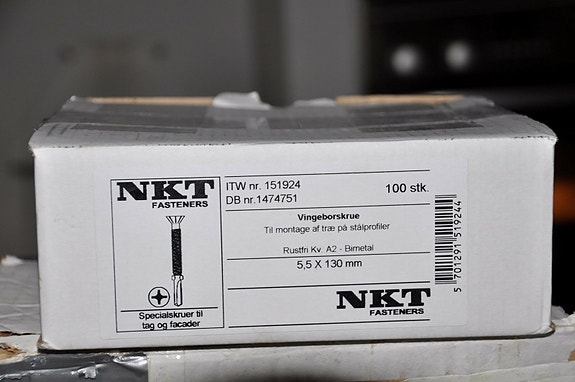 NKT
FASTENERS
Specialskruer til
tag og facader
ITW nr. 151924
DB nr.1474751
100 stk.
Vingeborskrue
Til montage af træ på stålprofiler
Rustfri Kv. A2 - Bimetal
5,5 X 130 mm
NKT
FASTENERS
5 701291 519244